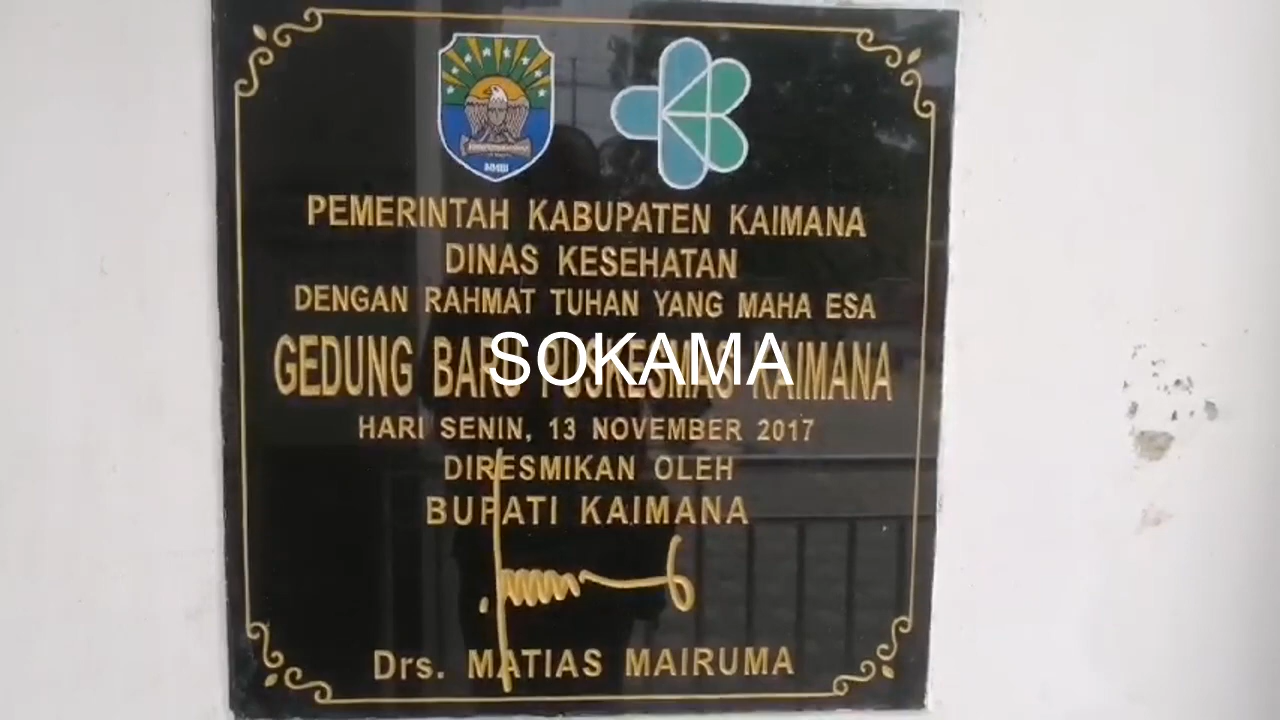 PEMERINTAH KABUPATEN KAIMANA
DINAS KESEHATAN
DENGAN RAHMAT TUHAN YANG MAHA ESA
GEDUNG BARU PUSKESMAS KAIMANA
SOKAMA
HARI SENIN, 13 NOVEMBER 2017
DIRESMIKAN OLEH
BUPATI KAIMANA
Drs. MATIAS MAIRUMA